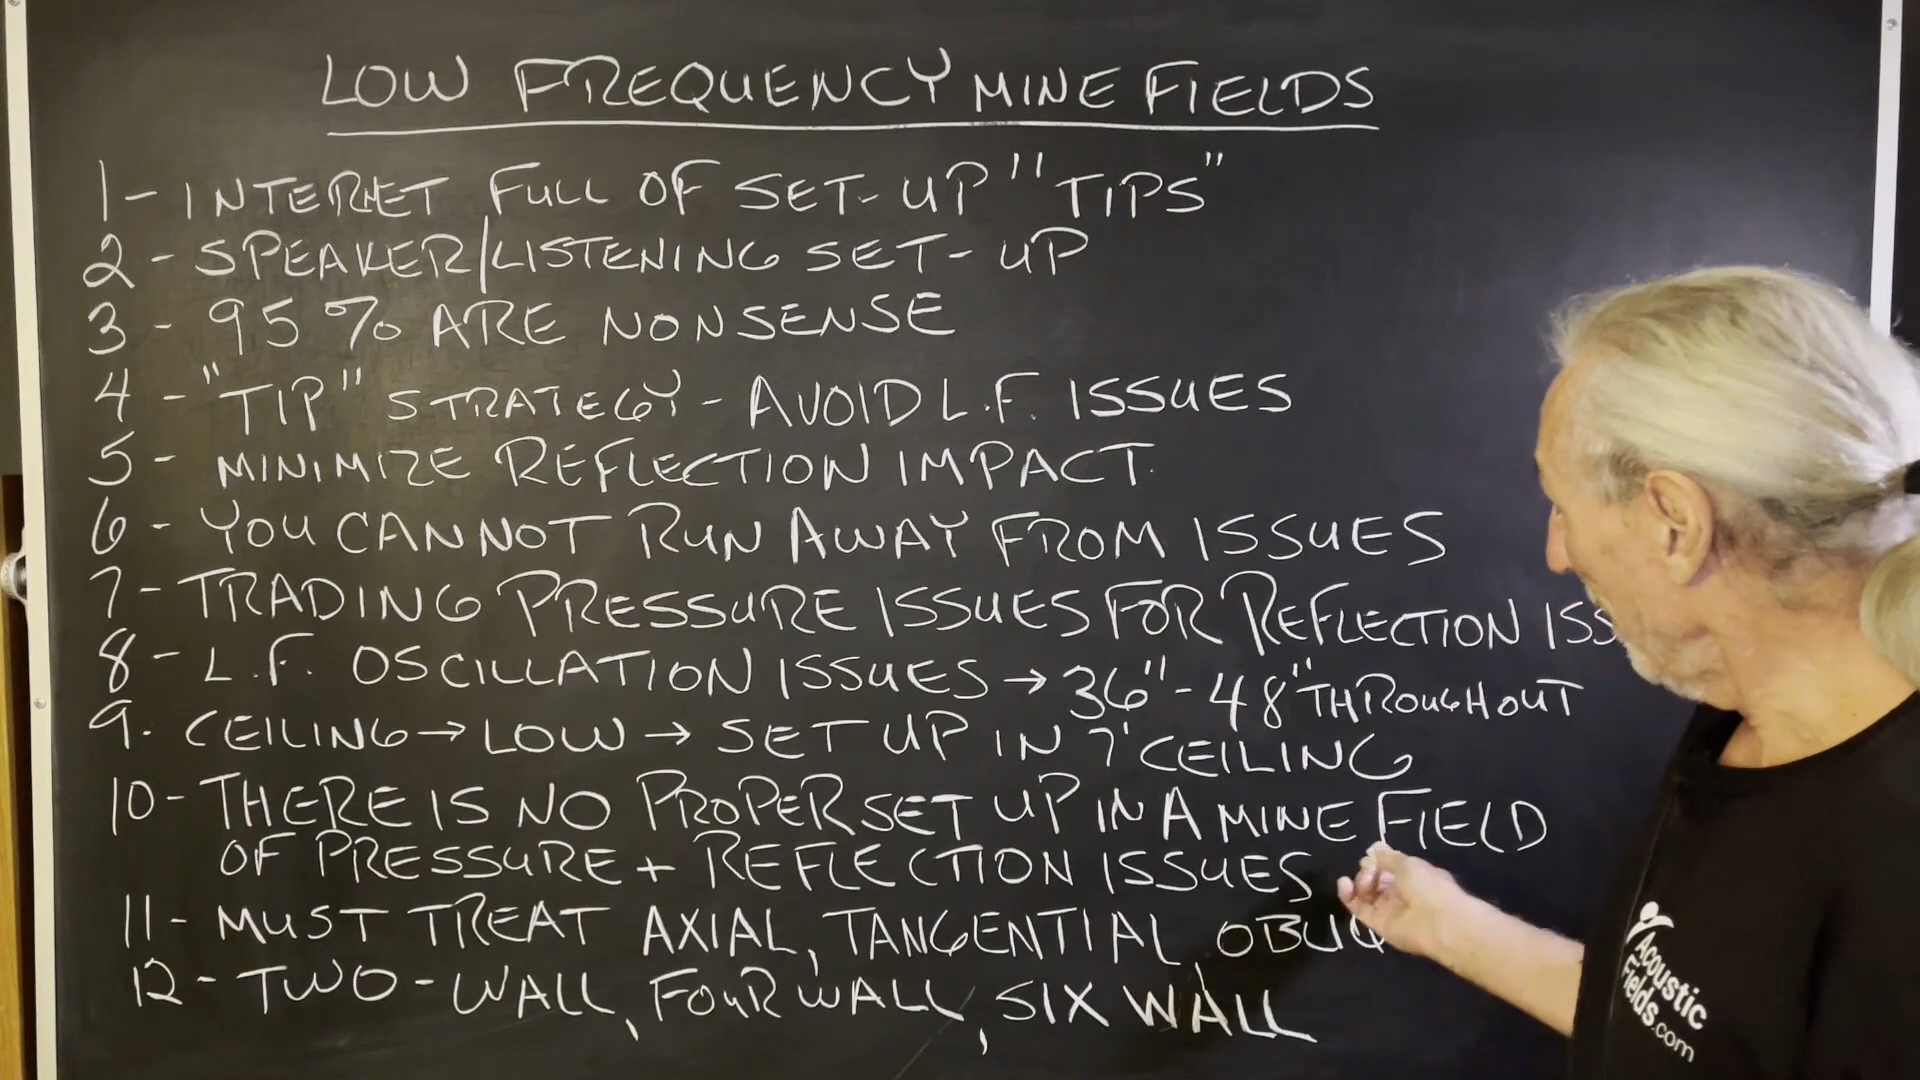 LOW FREQUENCY MINE FIELDS
1 - INTERNET FULL OF SET-UP "TIPS"
2 - SPEAKER/LISTENING SET-UP
3 - 95% ARE NONSENSE
4 - "TIP" STRATEGY - AVOID L.F. ISSUES
5 - MINIMIZE REFLECTION IMPACT.
6 - YOU CANNOT RUN AWAY FROM ISSUES
7 - TRADING PRESSURE ISSUES FOR REFLECTION ISS
8 - L.F. OSCILLATION ISSUES → 36" - 48" THROUGHOUT
9. CEILING → LOW → SET UP IN 7' CEILING
10 - THERE IS NO PROPER SET UP IN A MINE FIELD
OF PRESSURE + REFLECTION ISSUES
11 - MUST TREAT AXIAL, TANGENTIAL, OBLIQ
12 - TWO-WALL, FOUR WALL, SIX WALL
Acoustic
Fields.com